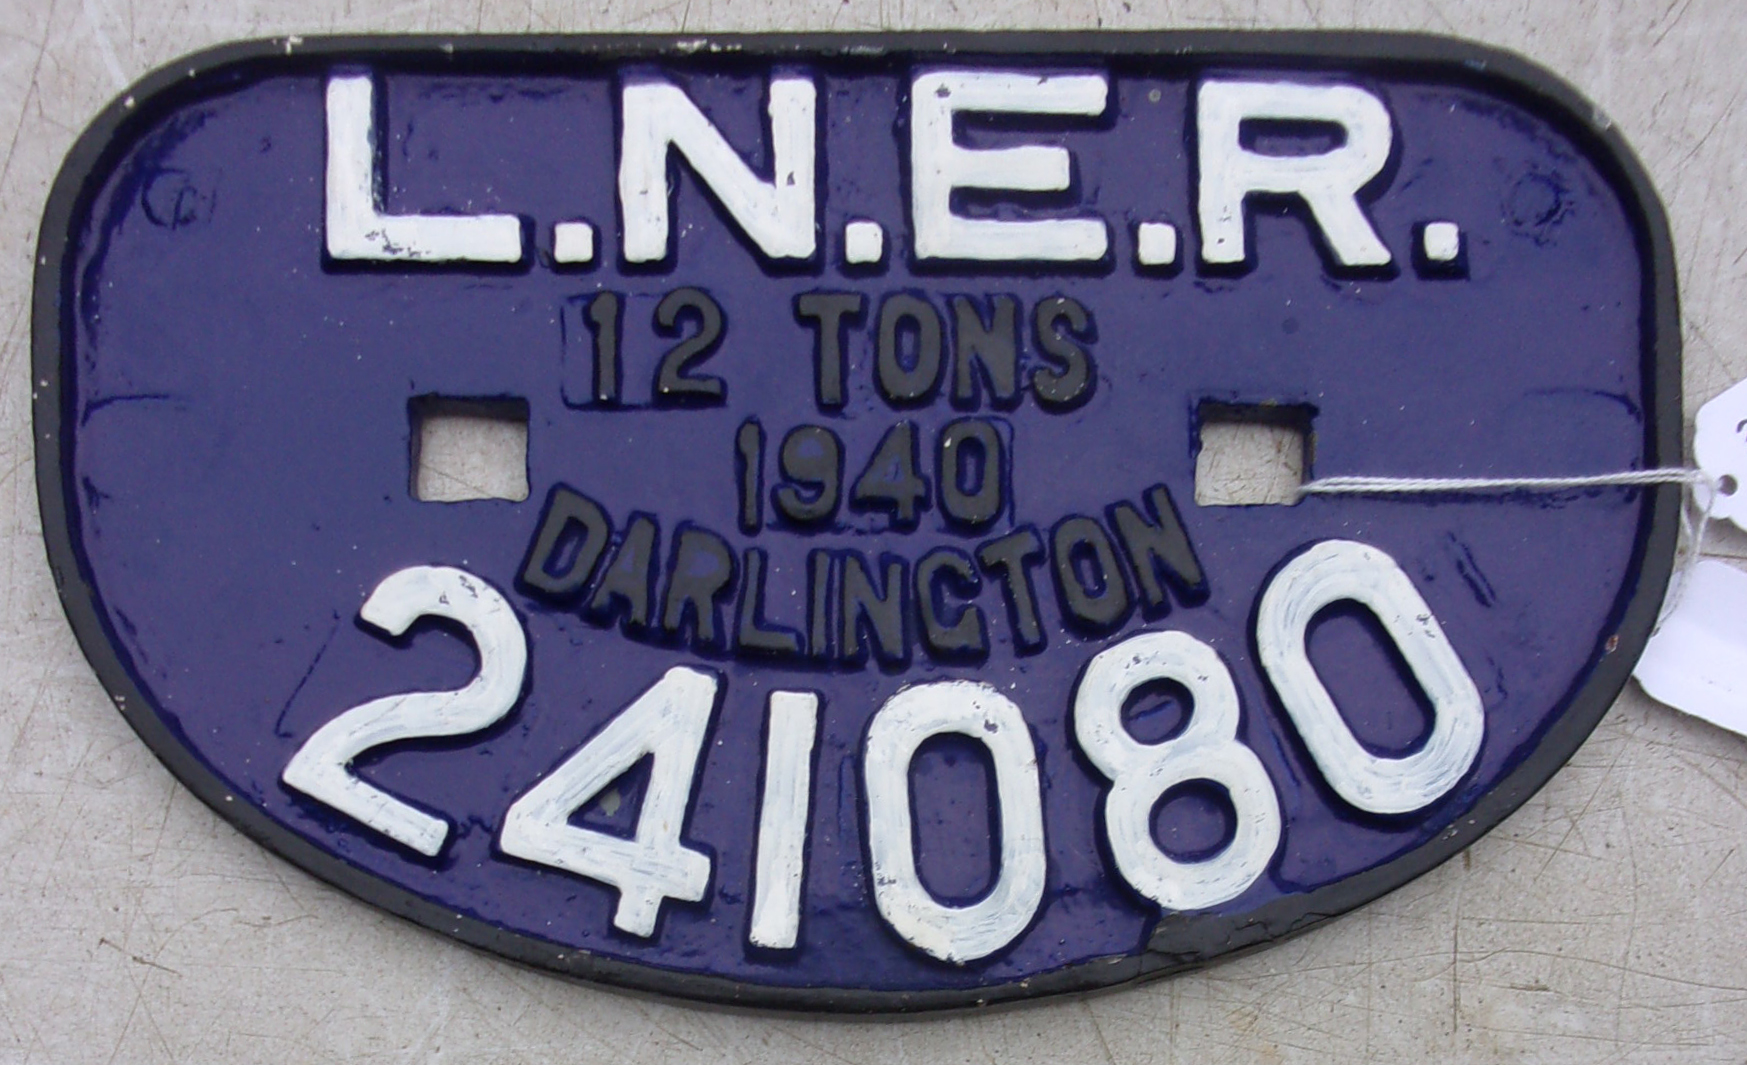 L.N.E.R.
12 TONS
1940
DARLINGTON
241080